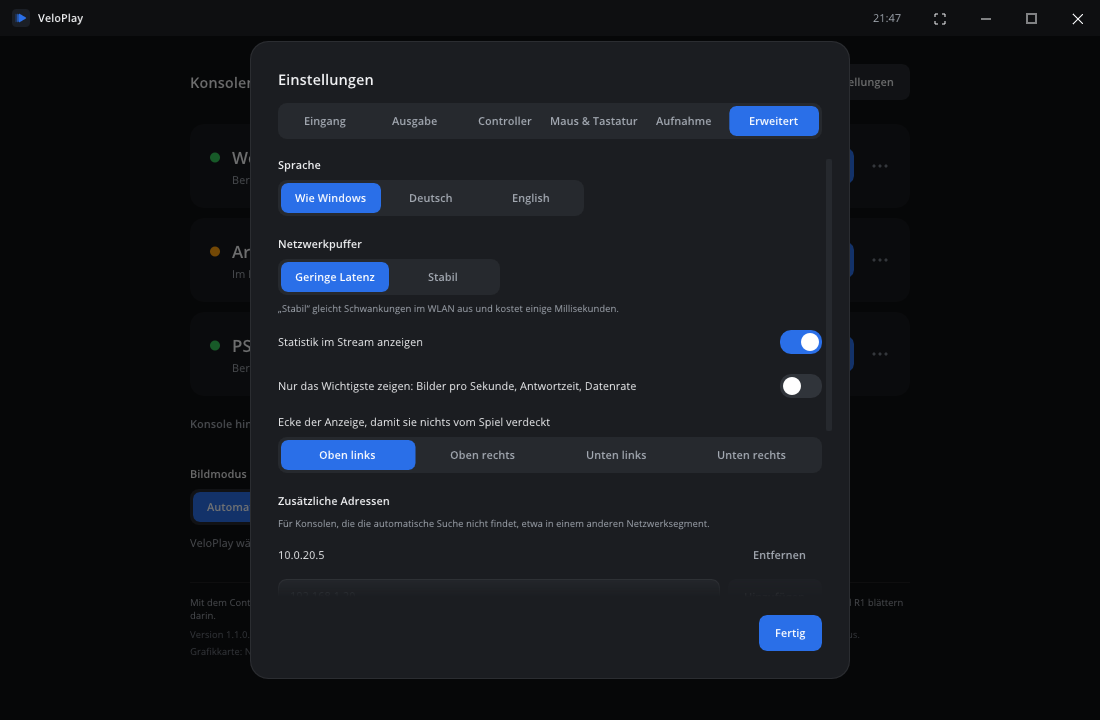 VeloPlay
21:47
Einstellungen
Eingang Ausgabe Controller Maus & Tastatur Aufnahme Erweitert
Sprache
Wie Windows Deutsch English
Netzwerkpuffer
Geringe Latenz Stabil
„Stabil“ gleicht Schwankungen im WLAN aus und kostet einige Millisekunden.
Statistik im Stream anzeigen
Nur das Wichtigste zeigen: Bilder pro Sekunde, Antwortzeit, Datenrate
Ecke der Anzeige, damit sie nichts vom Spiel verdeckt
Oben links Oben rechts Unten links Unten rechts
Zusätzliche Adressen
Für Konsolen, die die automatische Suche nicht findet, etwa in einem anderen Netzwerksegment.
10.0.20.5 Entfernen
Fertig
Konsolen
ellungen
Im
PS
Konsole hin
Bildmodus
Automa
VeloPlay wä
Mit dem Cont
R1 blättern
darin.
Version 1.1.0.
us.
Grafikkarte: N